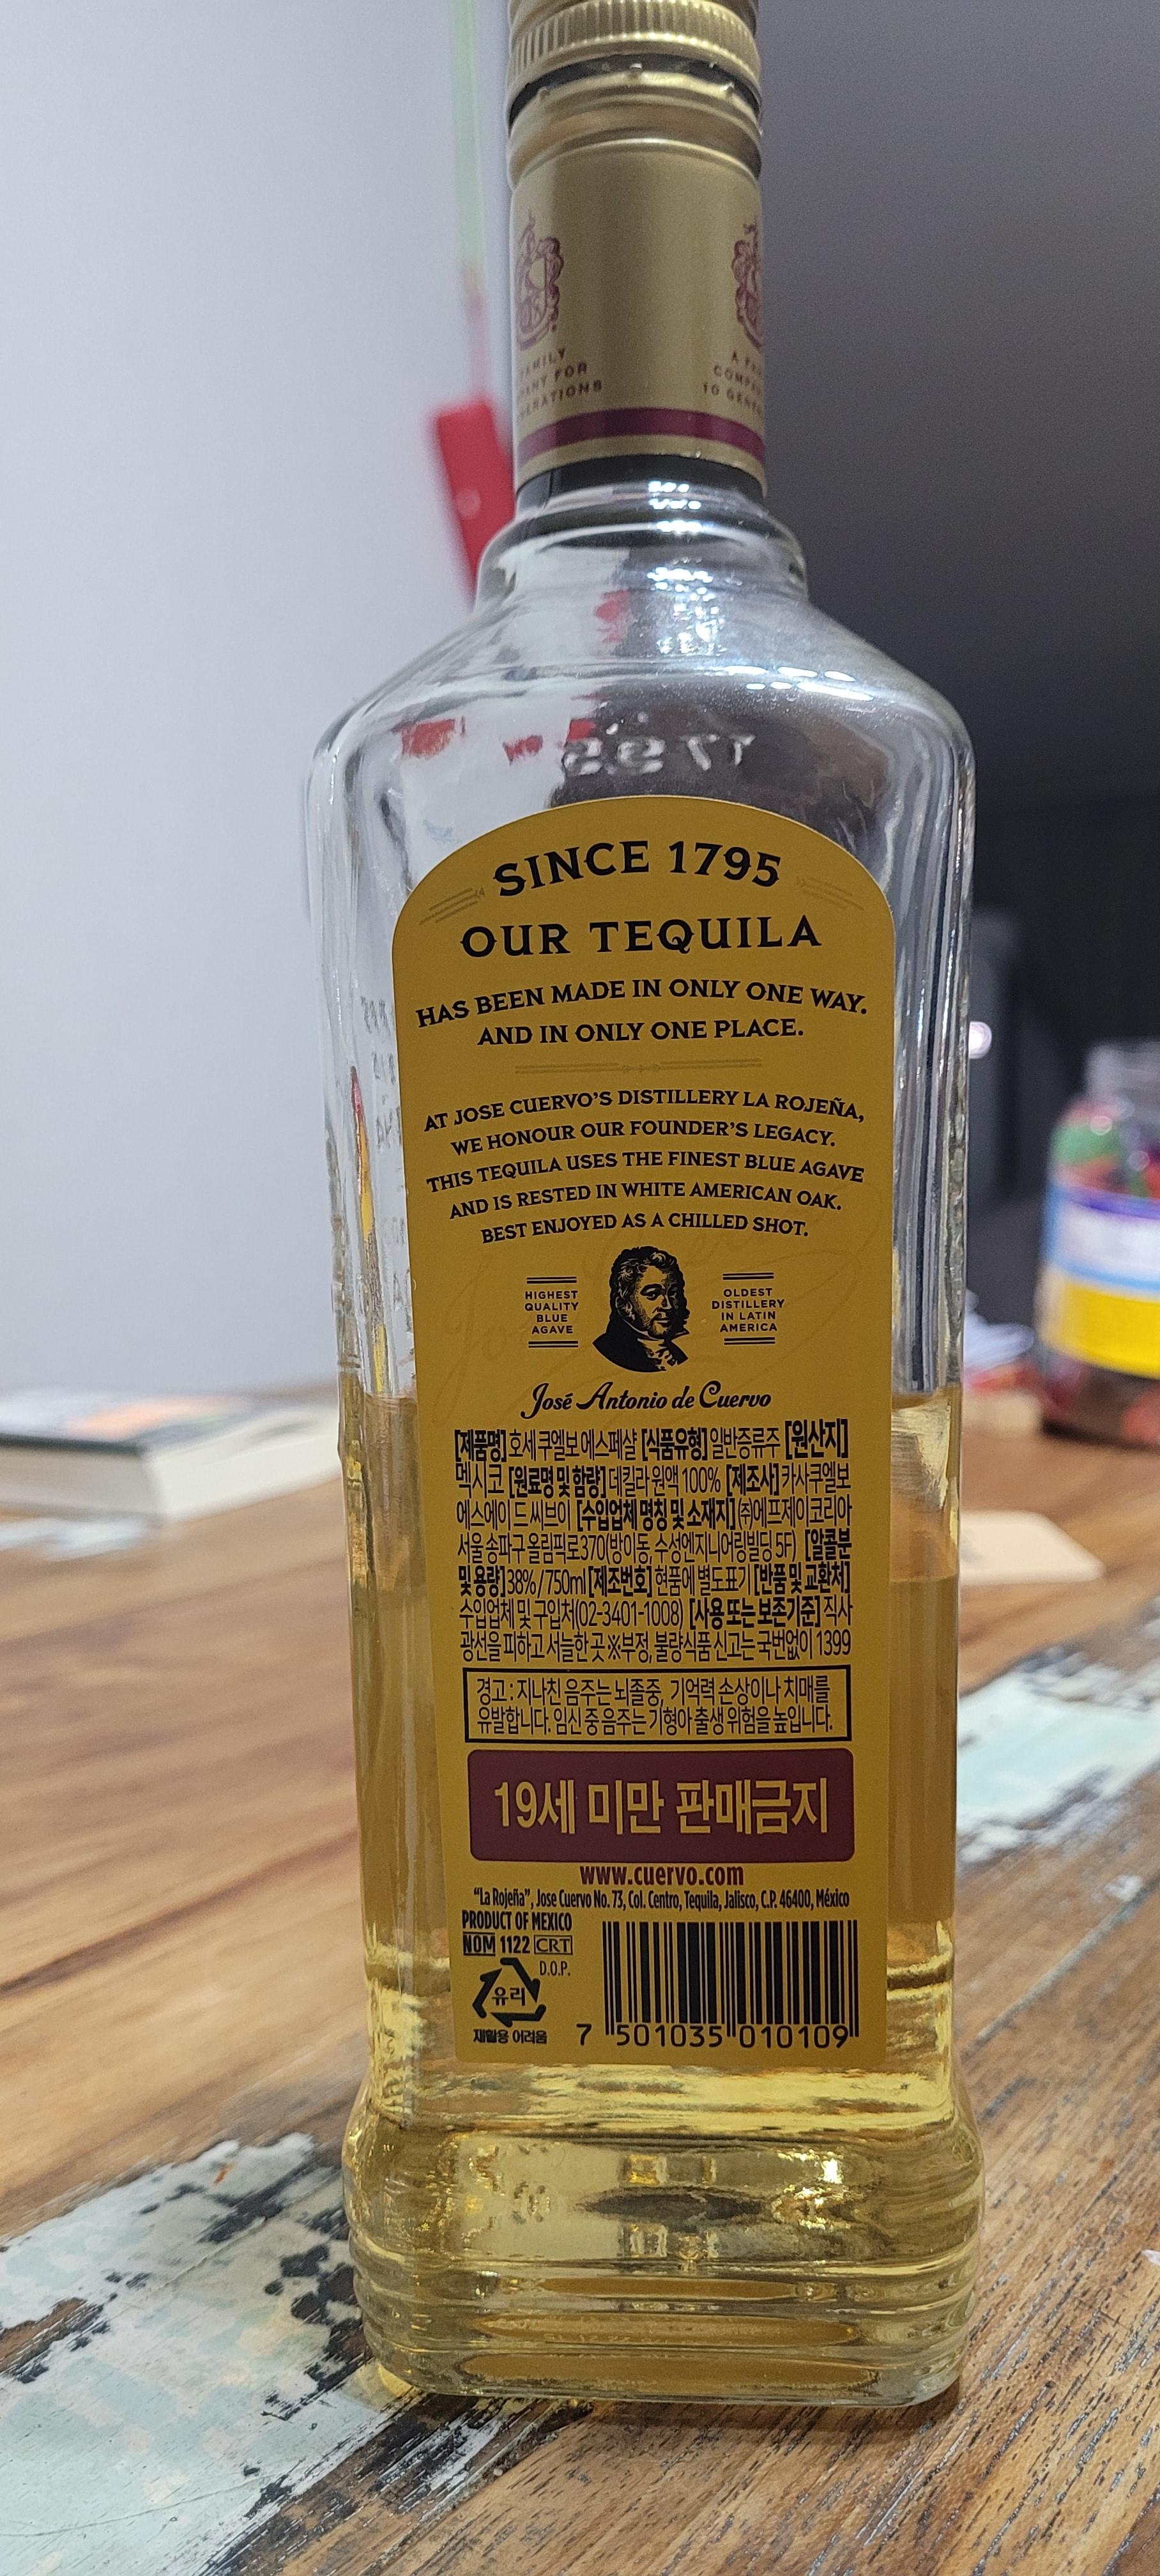 FAMILY
FOR
A
10
1795
SINCE 1795
OUR TEQUILA
HAS BEEN MADE IN ONLY ONE WAY.
AND IN ONLY ONE PLACE.
AT JOSE CUERVO'S DISTILLERY LA ROJEÑA,
WE HONOUR OUR FOUNDER'S LEGACY.
THIS TEQUILA USES THE FINEST BLUE AGAVE
AND IS RESTED IN WHITE AMERICAN OAK.
BEST ENJOYED AS A CHILLED SHOT.
HIGHEST
QUALITY
BLUE
AGAVE
OLDEST
DISTILLERY
IN LATIN
AMERICA
José Antonio de Cuervo
[제품명] 호세 쿠엘보 에스페샬 [식품유형] 일반증류주 [원산지]
멕시코 [원료명 및 함량] 데킬라 원액 100% [제조사] 카사 쿠엘보
에스에이 드 씨브이 [수입업체 명칭 및 소재지] ㈜에프제이코리아
서울 송파구 올림픽로370(방이동, 수성엔지니어링빌딩 5F) [알콜분
및 용량] 38% / 750ml [제조번호] 현품에 별도표기 [반품 및 교환처]
수입업체 및 구입처(02-3401-1008) [사용 또는 보존기준] 직사
광선을 피하고 서늘한 곳 ※부정, 불량식품 신고는 국번없이 1399
경고 : 지나친 음주는 뇌졸중, 기억력 손상이나 치매를
유발합니다. 임신 중 음주는 기형아 출생 위험을 높입니다.
19세 미만 판매금지
www.cuervo.com
"La Rojeña", Jose Cuervo No. 73, Col. Centro, Tequila, Jalisco, C.P. 46400, México
PRODUCT OF MEXICO
NOM 1122 CRT
D.O.P.
유리
재활용 어려움
7 501035 010109